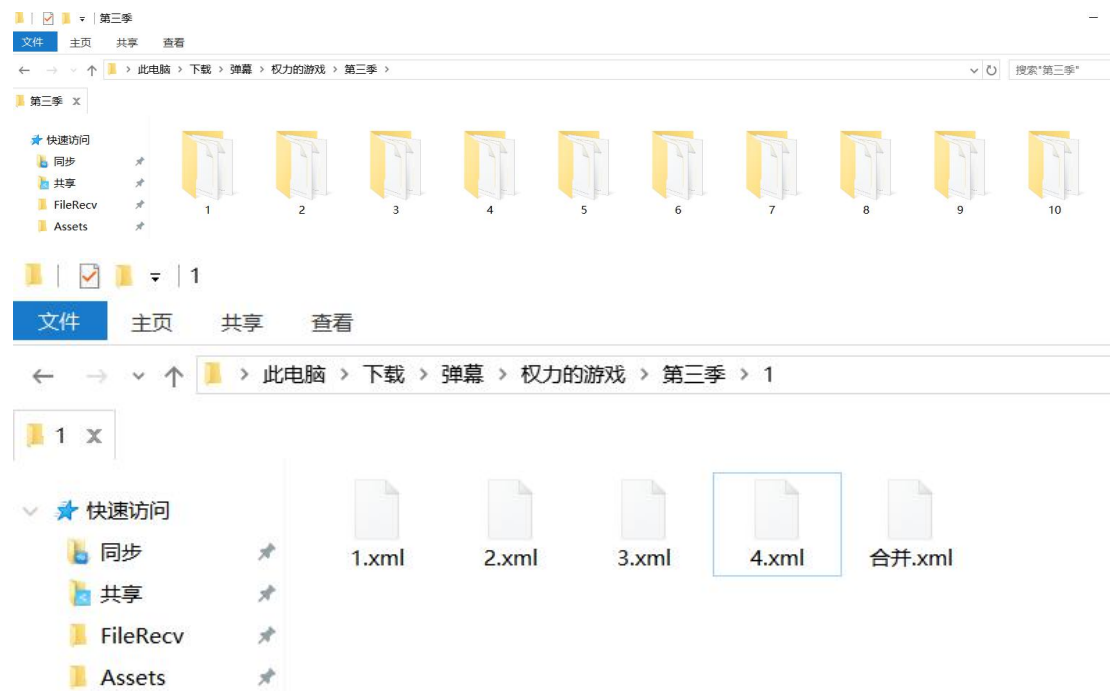 第三季
文件 主页 共享 查看
此电脑 > 下载 > 弹幕 > 权力的游戏 > 第三季 >
搜索"第三季"
第三季 x
快速访问
同步
共享
FileRecv
Assets
1 2 3 4 5 6 7 8 9 10
1
文件 主页 共享 查看
此电脑 > 下载 > 弹幕 > 权力的游戏 > 第三季 > 1
1 x
快速访问
同步
共享
FileRecv
Assets
1.xml 2.xml 3.xml 4.xml 合并.xml